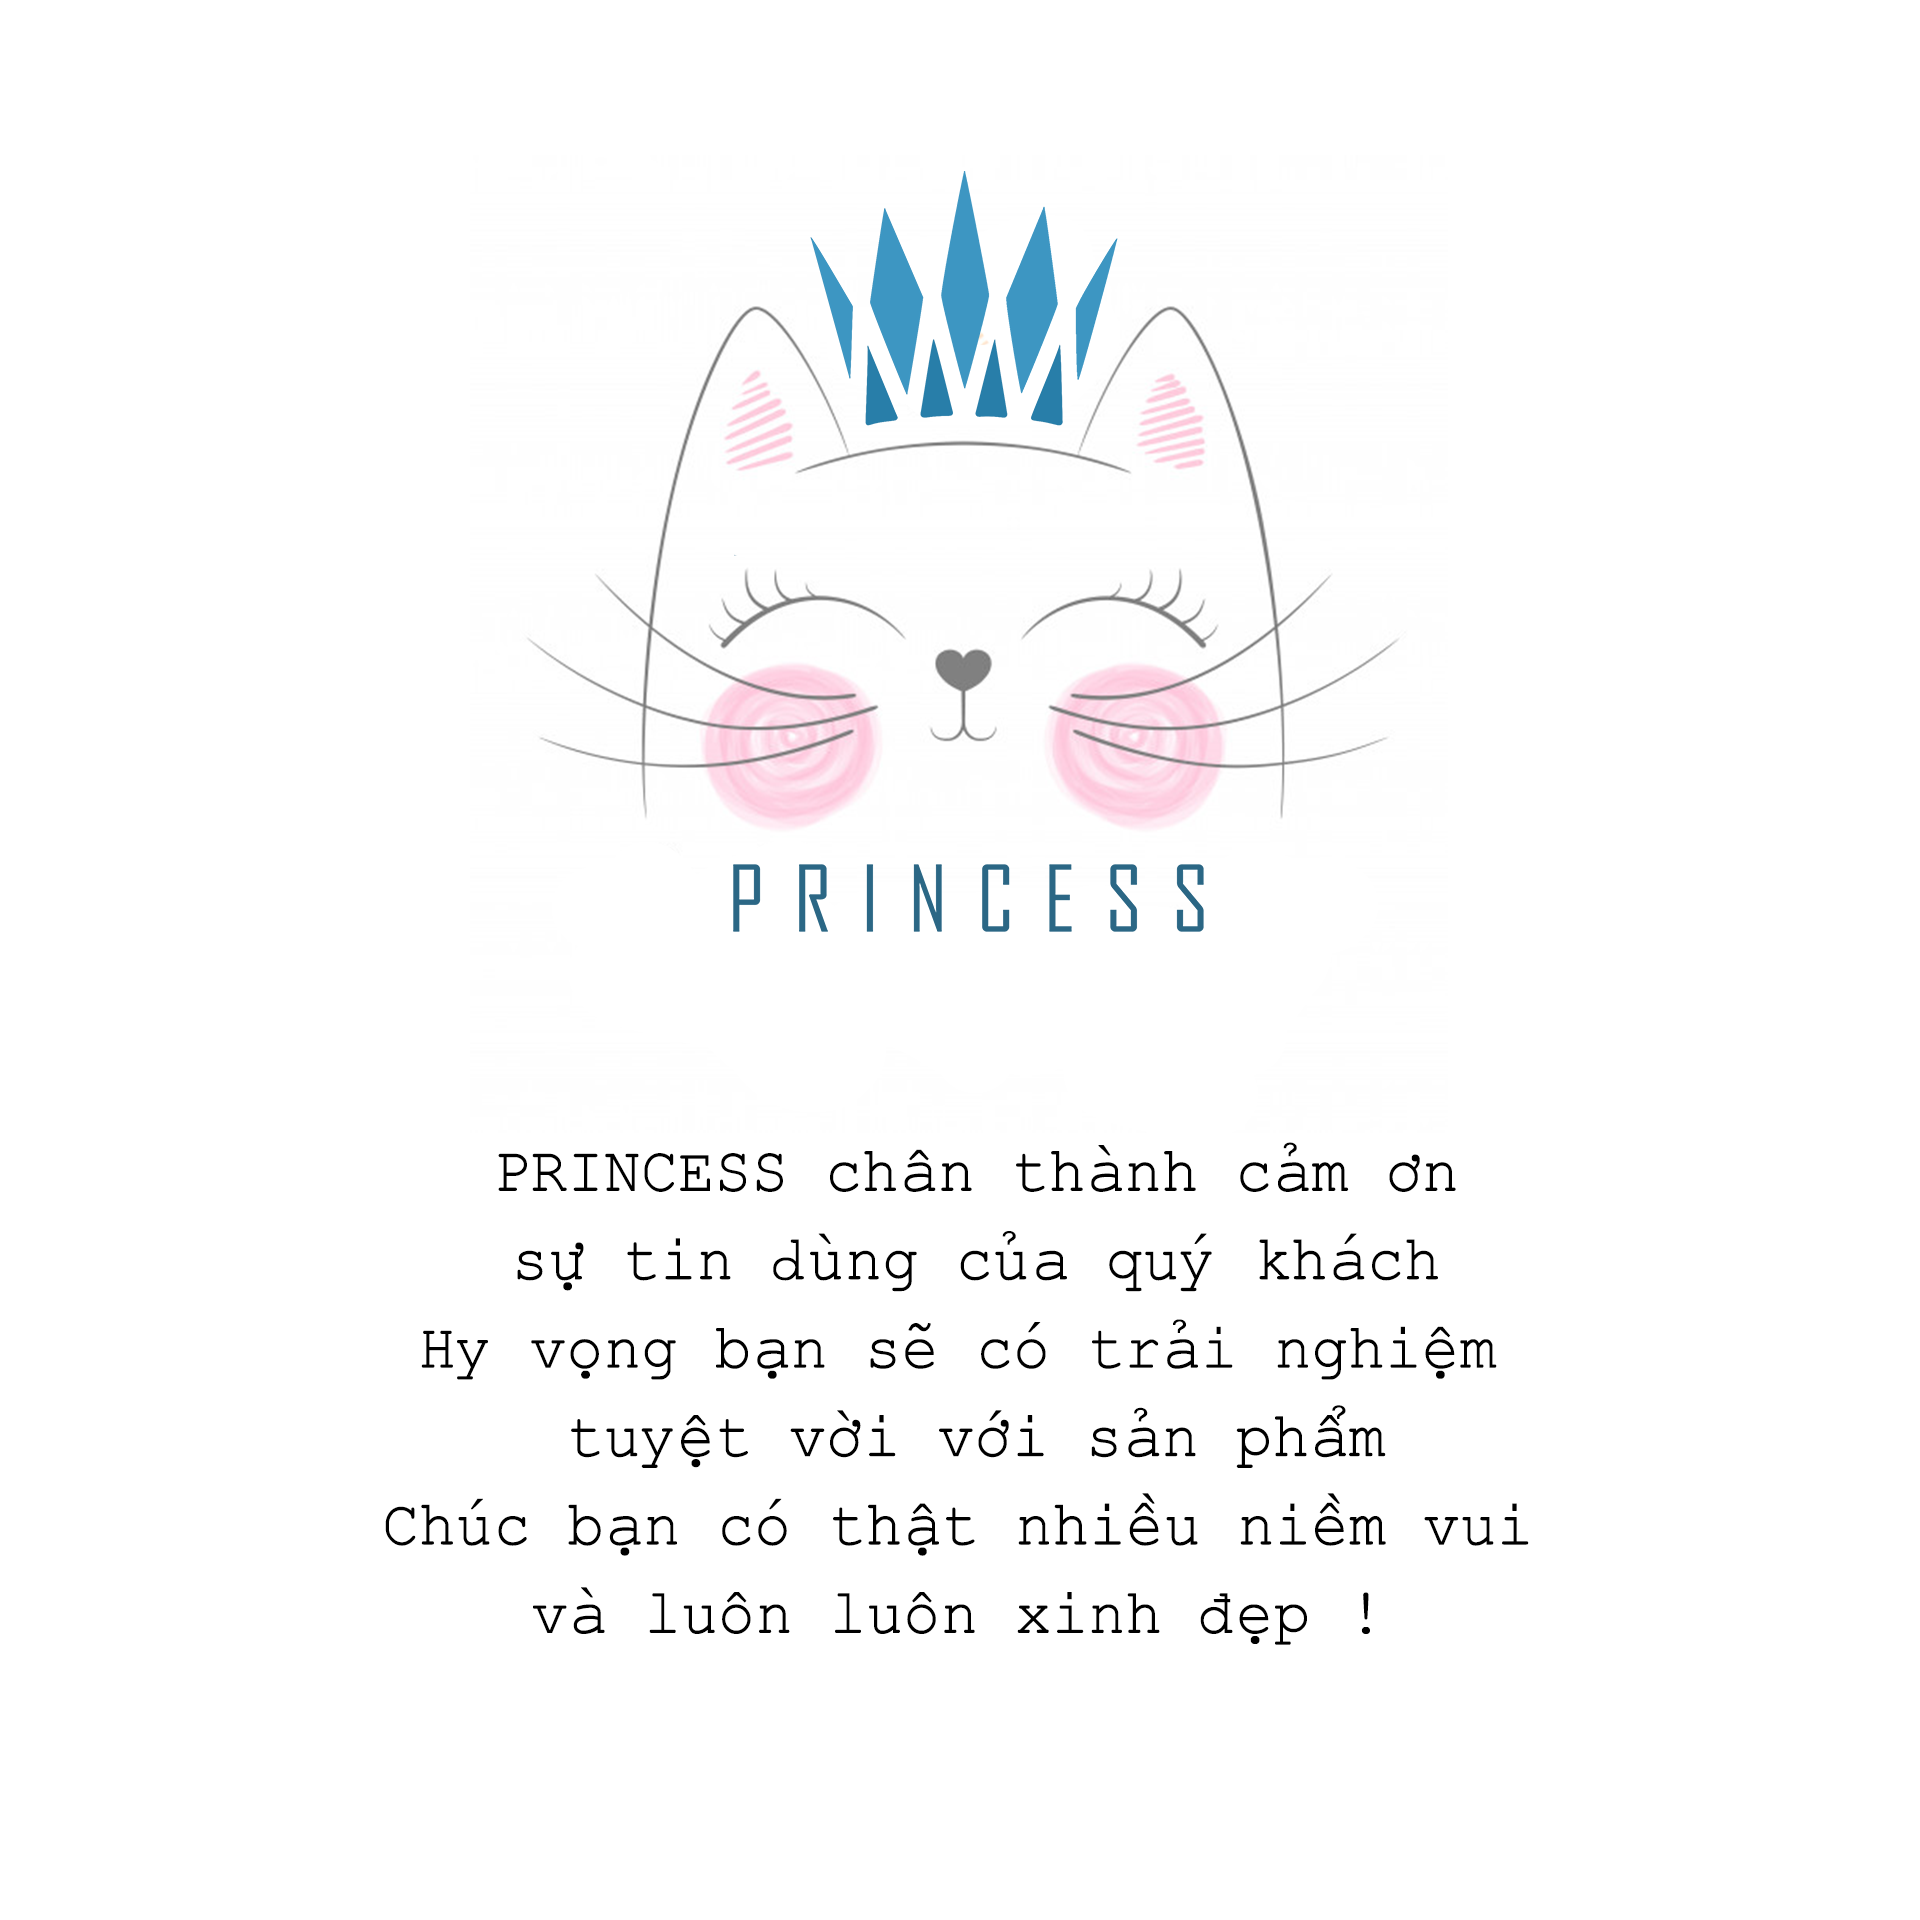 PRINCESS
PRINCESS chân thành cảm ơn
sự tin dùng của quý khách
Hy vọng bạn sẽ có trải nghiệm
tuyệt vời với sản phẩm
Chúc bạn có thật nhiều niềm vui
và luôn luôn xinh đẹp !